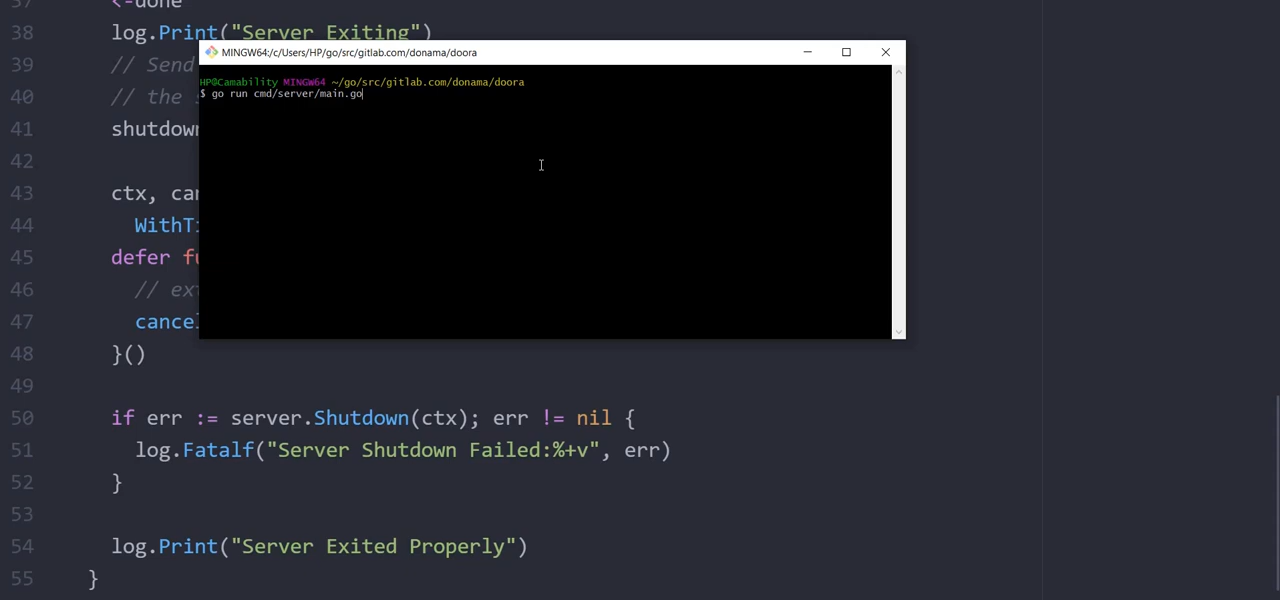 37 <-done
38 log.Print("Server Exiting")
39 // Send
40 // the
41 shutdown
42
43 ctx, can
44 WithTi
45 defer fu
46 // ex
47 cancel
48 }()
49
50 if err := server.Shutdown(ctx); err != nil {
51 log.Fatalf("Server Shutdown Failed:%+v", err)
52 }
53
54 log.Print("Server Exited Properly")
55 }
MINGW64:/c/Users/HP/go/src/gitlab.com/donama/doora
HP@Camability MINGW64 ~/go/src/gitlab.com/donama/doora
$ go run cmd/server/main.go